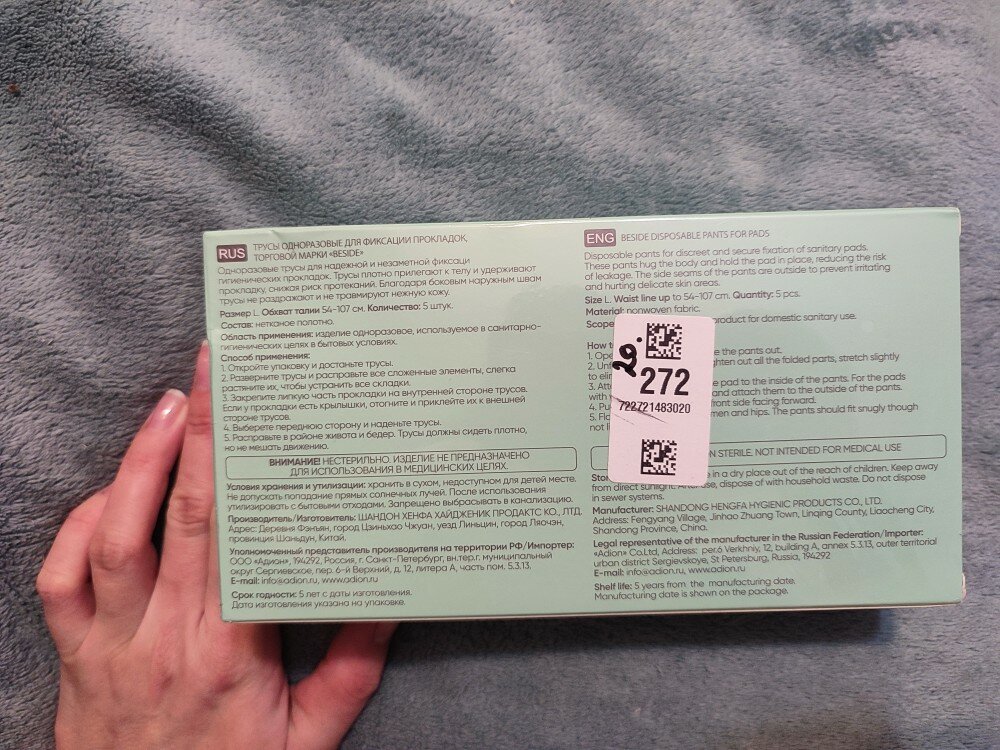 RUS ТРУСЫ ОДНОРАЗОВЫЕ ДЛЯ ФИКСАЦИИ ПРОКЛАДОК,
ТОРГОВОЙ МАРКИ «BESIDE»
Одноразовые трусы для надежной и незаметной фиксаци
гигиенических прокладок. Трусы плотно прилегают к телу и удерживают
прокладку, снижая риск протеканий. Благодаря боковым наружным швам
трусы не раздражают и не травмируют нежную кожу.
Размер L. Обхват талии 54-107 см. Количество: 5 штук.
Состав: нетканое полотно.
Область применения: изделие одноразовое, используемое в санитарно-
гигиенических целях в бытовых условиях.
Способ применения:
1. Откройте упаковку и достаньте трусы.
2. Разверните трусы и расправьте все сложенные элементы, слегка
растяните их, чтобы устранить все складки.
3. Закрепите липкую часть прокладки на внутренней стороне трусов.
Если у прокладки есть крылышки, отогните и приклейте их к внешней
стороне трусов.
4. Выберете переднюю сторону и наденьте трусы.
5. Расправьте в районе живота и бедер. Трусы должны сидеть плотно,
но не мешать движению.
ВНИМАНИЕ! НЕСТЕРИЛЬНО. ИЗДЕЛИЕ НЕ ПРЕДНАЗНАЧЕНО
ДЛЯ ИСПОЛЬЗОВАНИЯ В МЕДИЦИНСКИХ ЦЕЛЯХ.
Условия хранения и утилизации: хранить в сухом, недоступном для детей месте.
Не допускать попадания прямых солнечных лучей. После использования
утилизировать с бытовыми отходами. Запрещено выбрасывать в канализацию.
Производитель/Изготовитель: ШАНДОН ХЕНФА ХАЙДЖЕНИК ПРОДАКТС КО., ЛТД.
Адрес: Деревня Фэнъян, город Цзиньхао Чжуан, уезд Линьцин, город Ляочэн,
провинция Шаньдун, Китай.
Уполномоченный представитель производителя на территории РФ/Импортер:
ООО «Адион», 194292, Россия, г. Санкт-Петербург, вн.тер.г. муниципальный
округ Сергиевское, пер. 6-й Верхний, д. 12, литера А, часть пом. 5.3.13,
E-mail: info@adion.ru, www.adion.ru
Срок годности: 5 лет с даты изготовления.
Дата изготовления указана на упаковке.
ENG BESIDE DISPOSABLE PANTS FOR PADS
Disposable pants for discreet and secure fixation of sanitary pads.
These pants hug the body and hold the pad in place, reducing the risk
of leakage. The side seams of the pants are outside to prevent irritating
and hurting delicate skin areas.
Size L. Waist line up to 54-107 cm. Quantity: 5 pcs.
Material: nonwoven fabric.
Scope product for domestic sanitary use.
How t
1. Ope e the pants out.
2. Unf ghten out all the folded parts, stretch slightly
to eli
3. Atta e pad to the inside of the pants. For the pads
with and attach them to the outside of the pants.
4. Pu front side facing forward.
5. Fla men and hips. The pants should fit snugly though
not li
ON STERILE. NOT INTENDED FOR MEDICAL USE
Stor e in a dry place out of the reach of children. Keep away
from direct sunlight. use, dispose of with household waste. Do not dispose
in sewer systems.
Manufacturer: SHANDONG HENGFA HYGIENIC PRODUCTS CO., LTD.
Address: Fengyang Village, Jinhao Zhuang Town, Linqing County, Liaocheng City,
Shandong Province, China.
Legal representative of the manufacturer in the Russian Federation/Importer:
«Adion» Co.Ltd, Address: per.6 Verkhniy, 12, building A, annex 5.3.13, outer territorial
urban district Sergievskoye, St Petersburg, Russia, 194292
E-mail: info@adion.ru, www.adion.ru
Shelf life: 5 years from the manufacturing date.
Manufacturing date is shown on the package.
272
722721483020